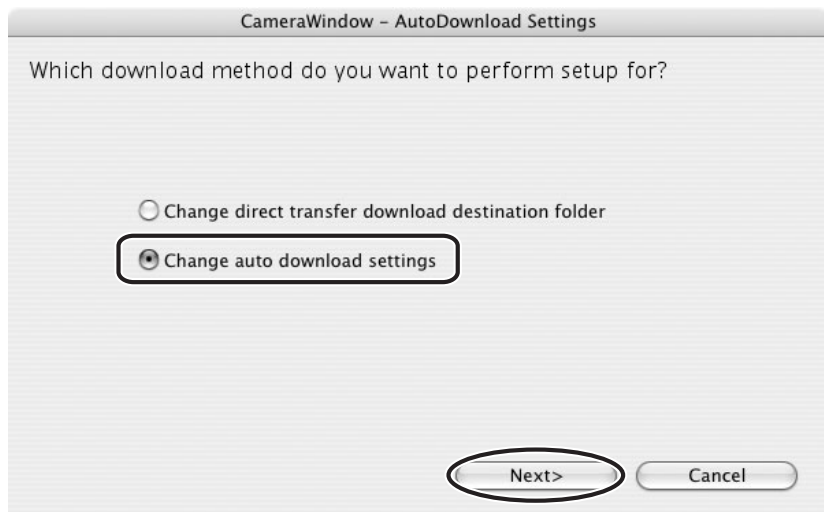 CameraWindow – AutoDownload Settings
Which download method do you want to perform setup for?
Change direct transfer download destination folder
Change auto download settings
Next> Cancel